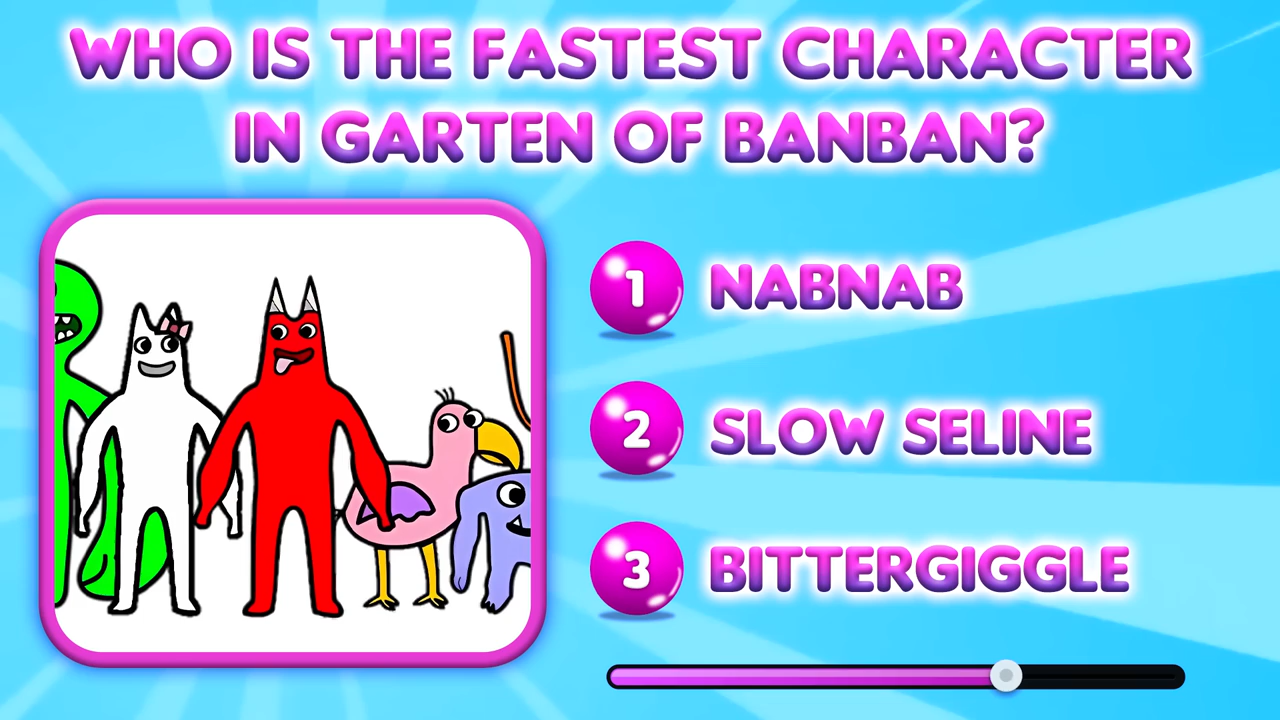 WHO IS THE FASTEST CHARACTER
IN GARTEN OF BANBAN?
1 NABNAB
2 SLOW SELINE
3 BITTERGIGGLE